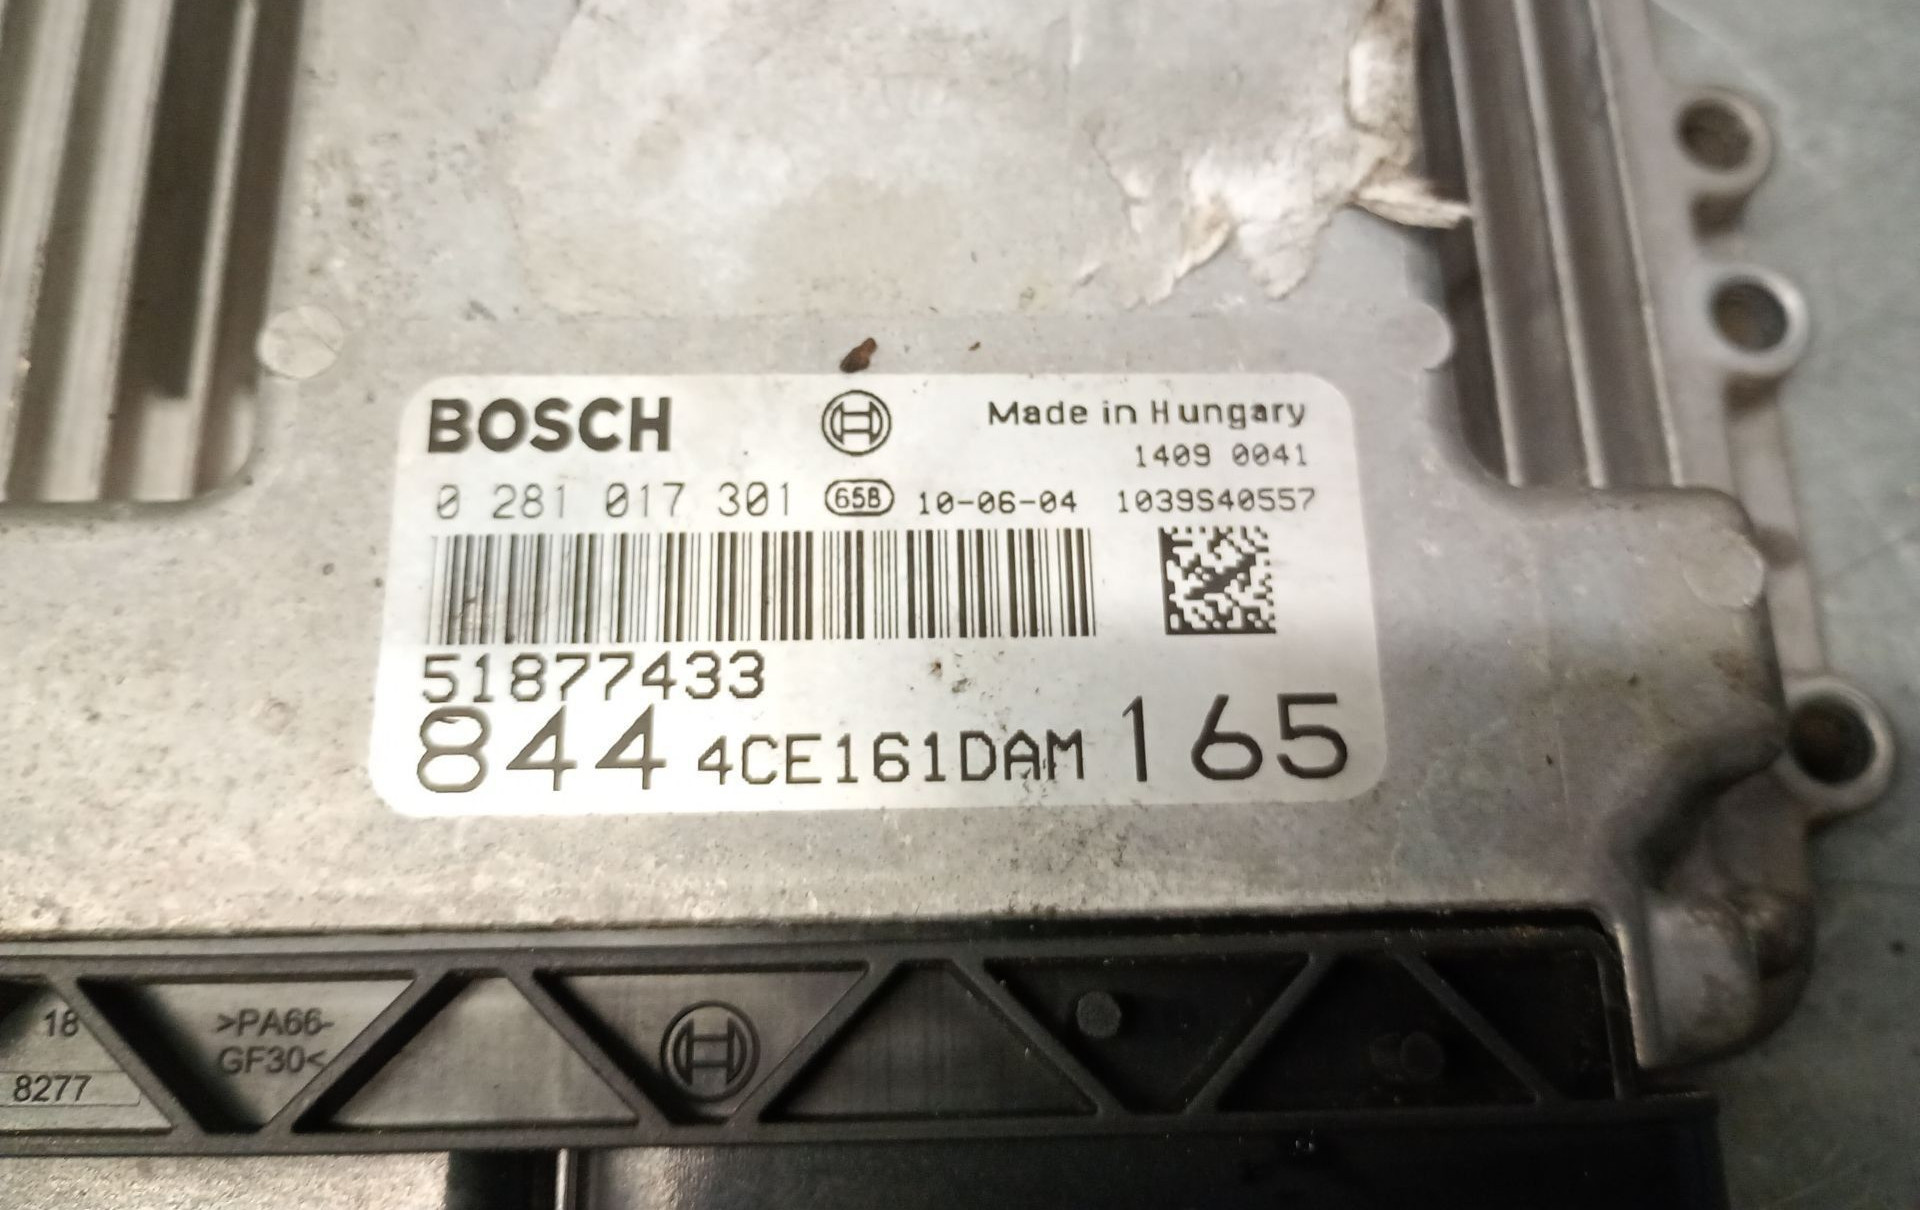 BOSCH
Made in Hungary
1409 0041
0 281 017 301 65B 10-06-04 1039S40557
51877433
844 4CE161DAM 165
18
8277
>PA66-
GF30<